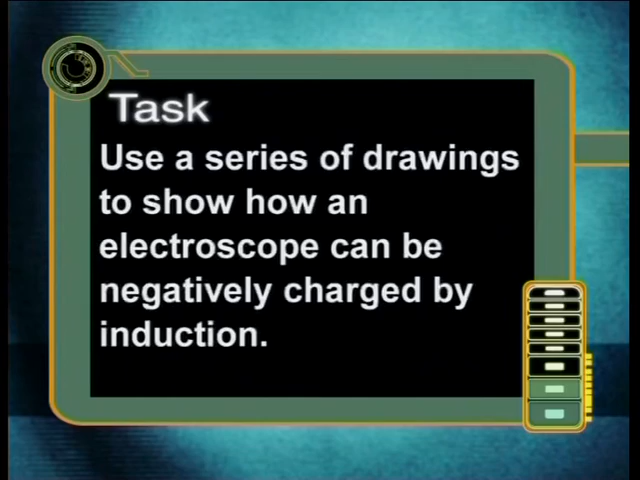 Task
Use a series of drawings
to show how an
electroscope can be
negatively charged by
induction.